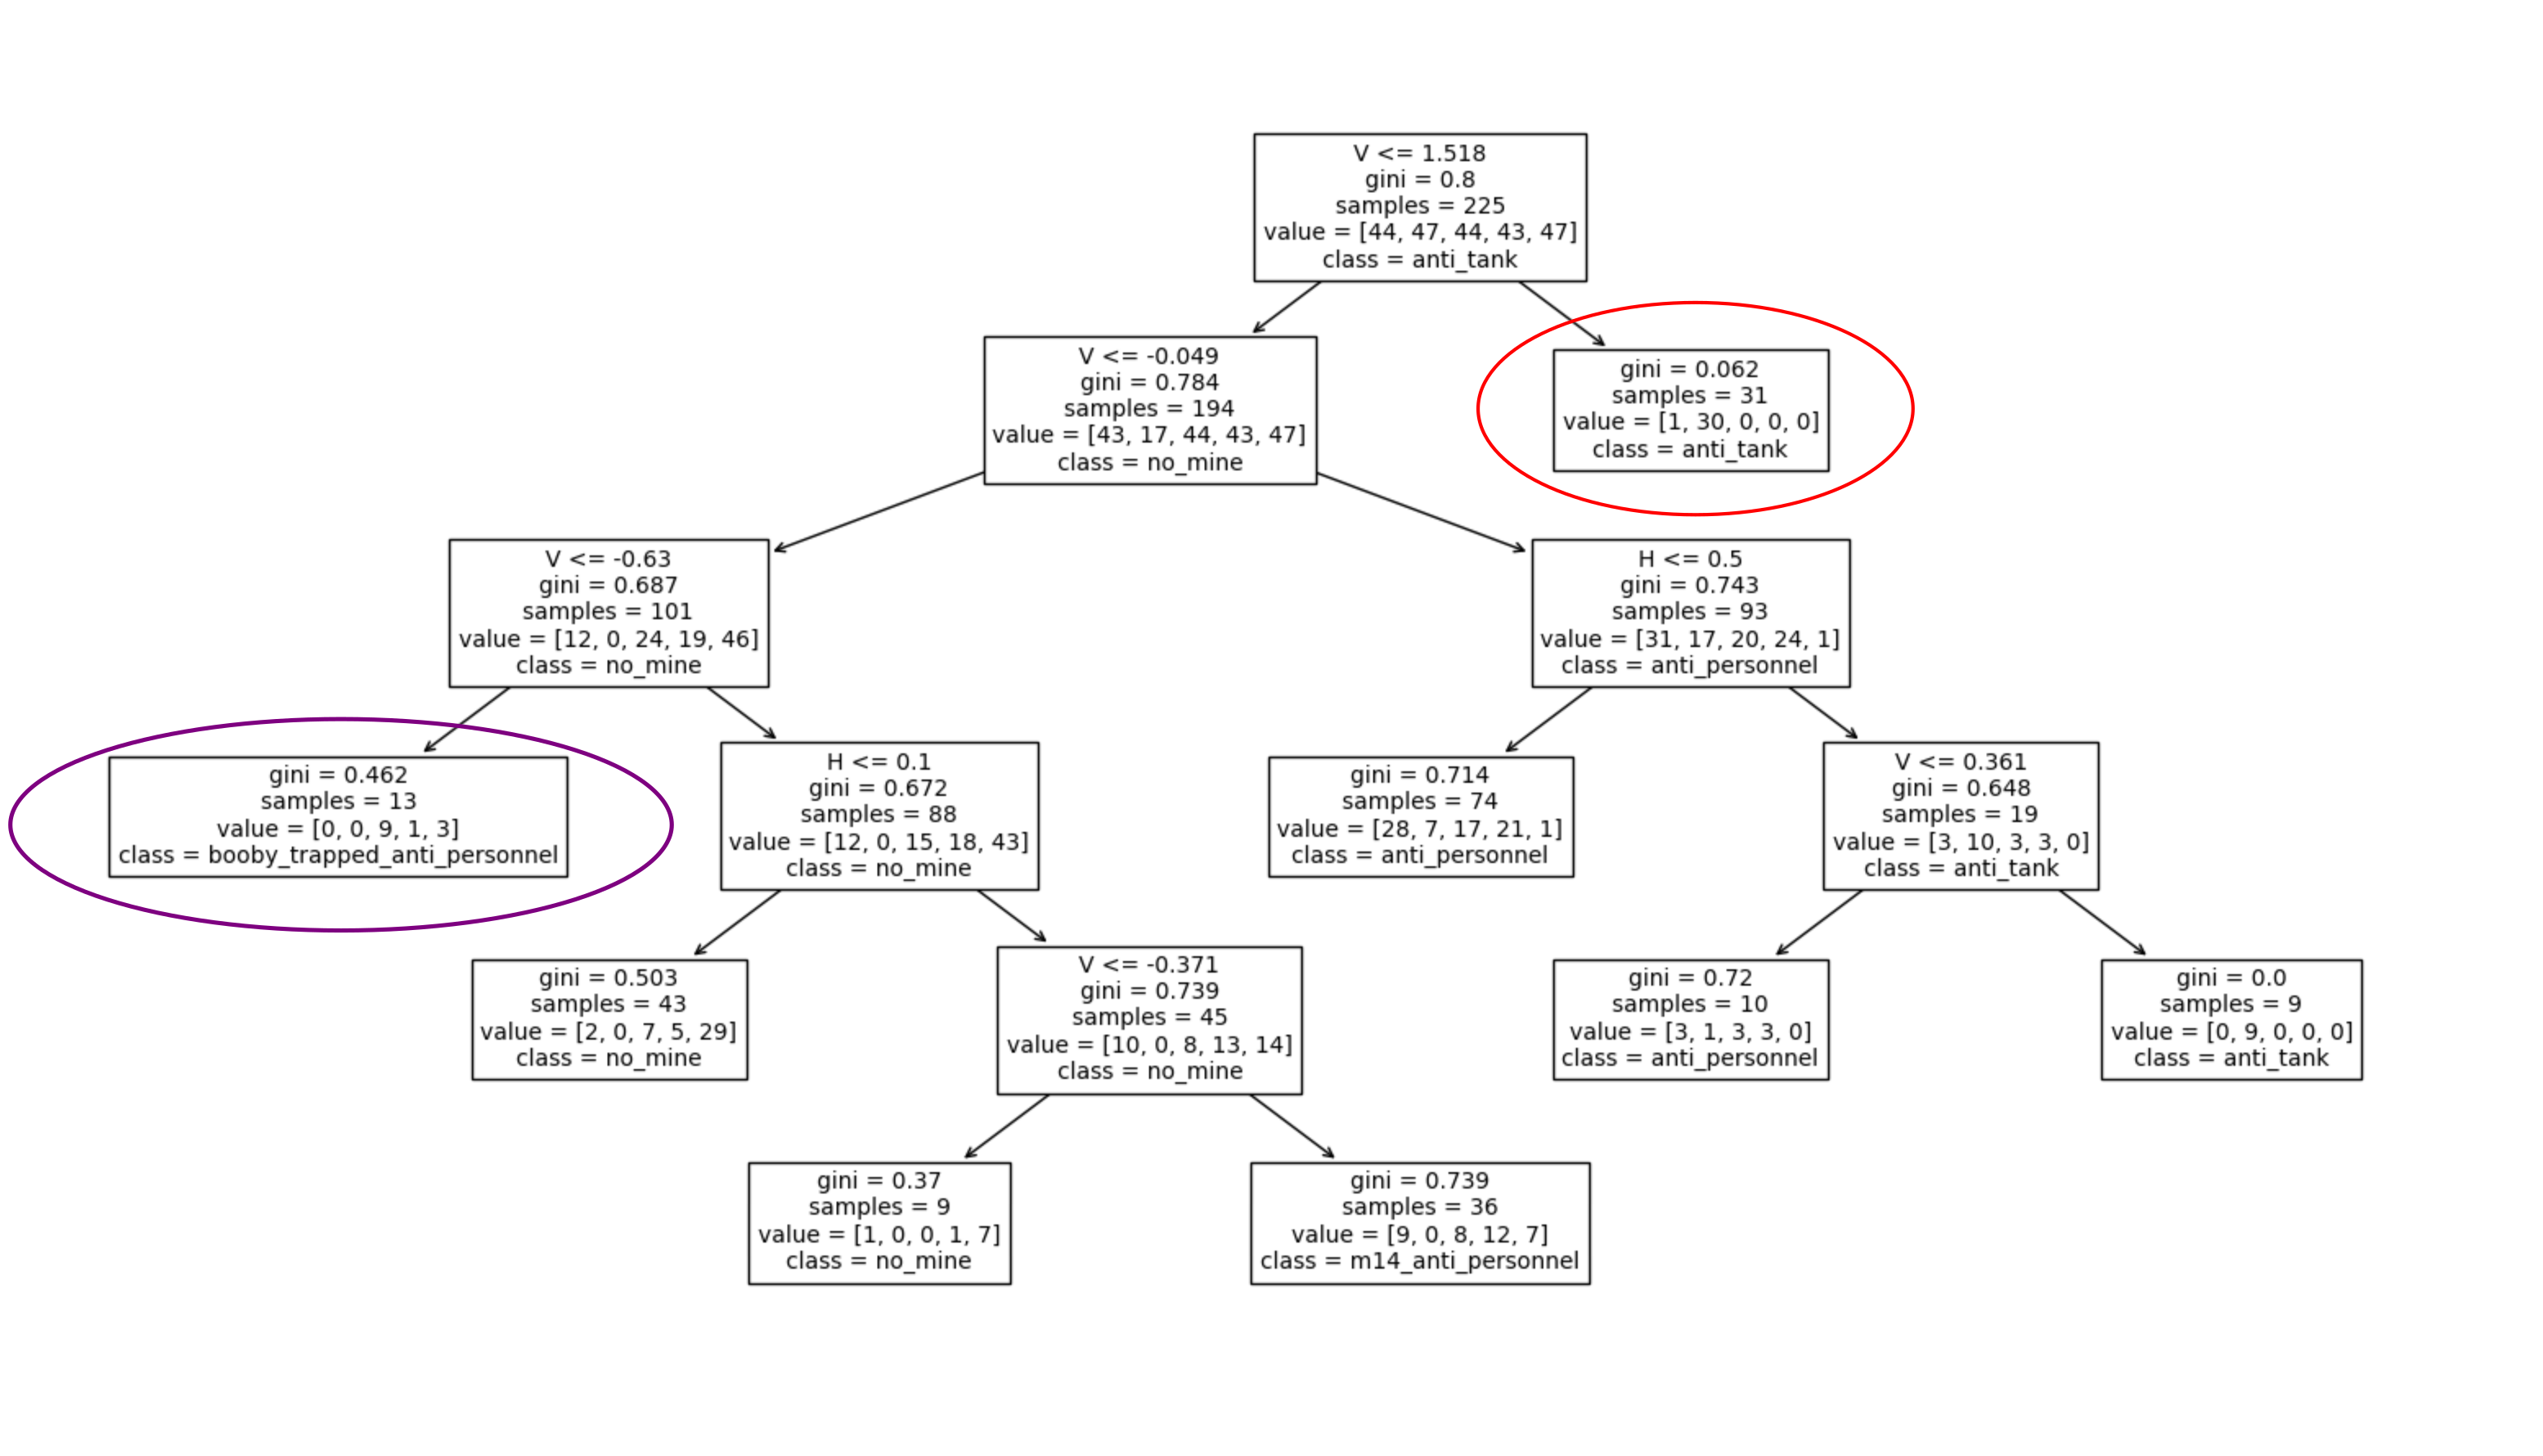 V <= 1.518
gini = 0.8
samples = 225
value = [44, 47, 44, 43, 47]
class = anti_tank
V <= -0.049
gini = 0.784
samples = 194
value = [43, 17, 44, 43, 47]
class = no_mine
gini = 0.062
samples = 31
value = [1, 30, 0, 0, 0]
class = anti_tank
V <= -0.63
gini = 0.687
samples = 101
value = [12, 0, 24, 19, 46]
class = no_mine
H <= 0.5
gini = 0.743
samples = 93
value = [31, 17, 20, 24, 1]
class = anti_personnel
gini = 0.462
samples = 13
value = [0, 0, 9, 1, 3]
class = booby_trapped_anti_personnel
H <= 0.1
gini = 0.672
samples = 88
value = [12, 0, 15, 18, 43]
class = no_mine
gini = 0.714
samples = 74
value = [28, 7, 17, 21, 1]
class = anti_personnel
V <= 0.361
gini = 0.648
samples = 19
value = [3, 10, 3, 3, 0]
class = anti_tank
gini = 0.503
samples = 43
value = [2, 0, 7, 5, 29]
class = no_mine
V <= -0.371
gini = 0.739
samples = 45
value = [10, 0, 8, 13, 14]
class = no_mine
gini = 0.72
samples = 10
value = [3, 1, 3, 3, 0]
class = anti_personnel
gini = 0.0
samples = 9
value = [0, 9, 0, 0, 0]
class = anti_tank
gini = 0.37
samples = 9
value = [1, 0, 0, 1, 7]
class = no_mine
gini = 0.739
samples = 36
value = [9, 0, 8, 12, 7]
class = m14_anti_personnel